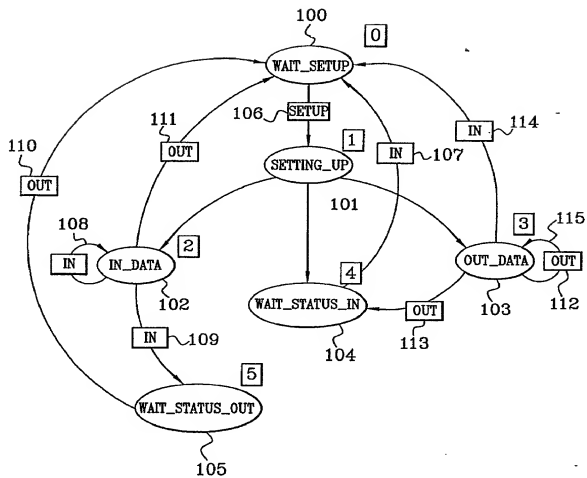 100
0
WAIT_SETUP
106
SETUP
110
111
IN
114
OUT
IN
107
1
SETTING_UP
OUT
101
108
2
3
115
IN
IN_DATA
OUT_DATA
OUT
102
4
103
112
WAIT_STATUS_IN
OUT
113
IN
109
104
5
WAIT_STATUS_OUT
105